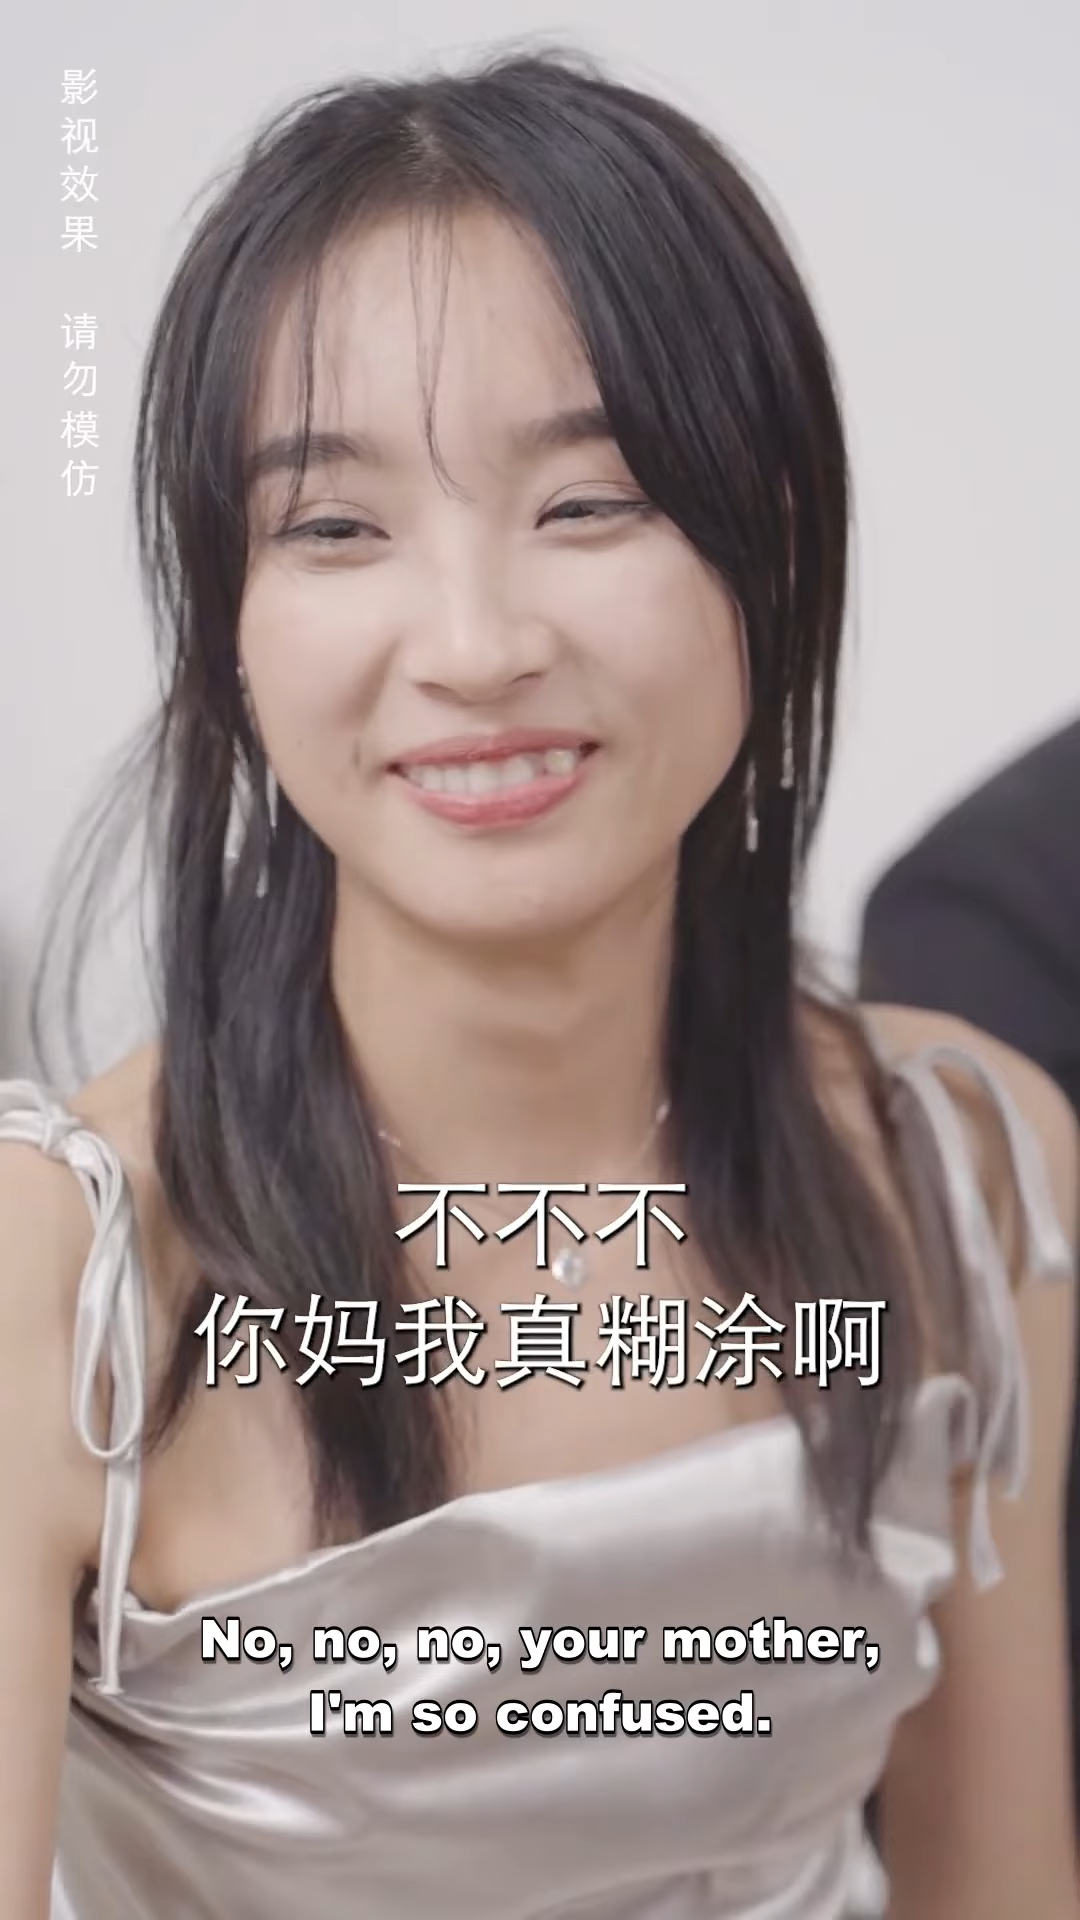 影视效果 请勿模仿
不不不
你妈我真糊涂啊
No, no, no, your mother,
I'm so confused.